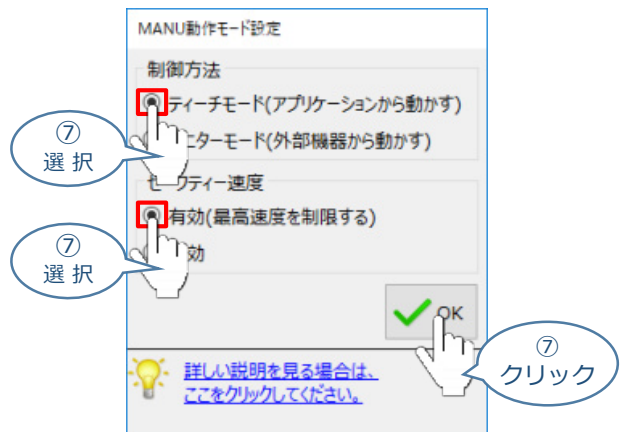 MANU動作モード設定
制御方法
ティーチモード(アプリケーションから動かす)
⑦
選 択
ターモード(外部機器から動かす)
ティー速度
有効(最高速度を制限する)
⑦
選 択
効
OK
⑦
クリック
詳しい説明を見る場合は、
ここをクリックしてください。